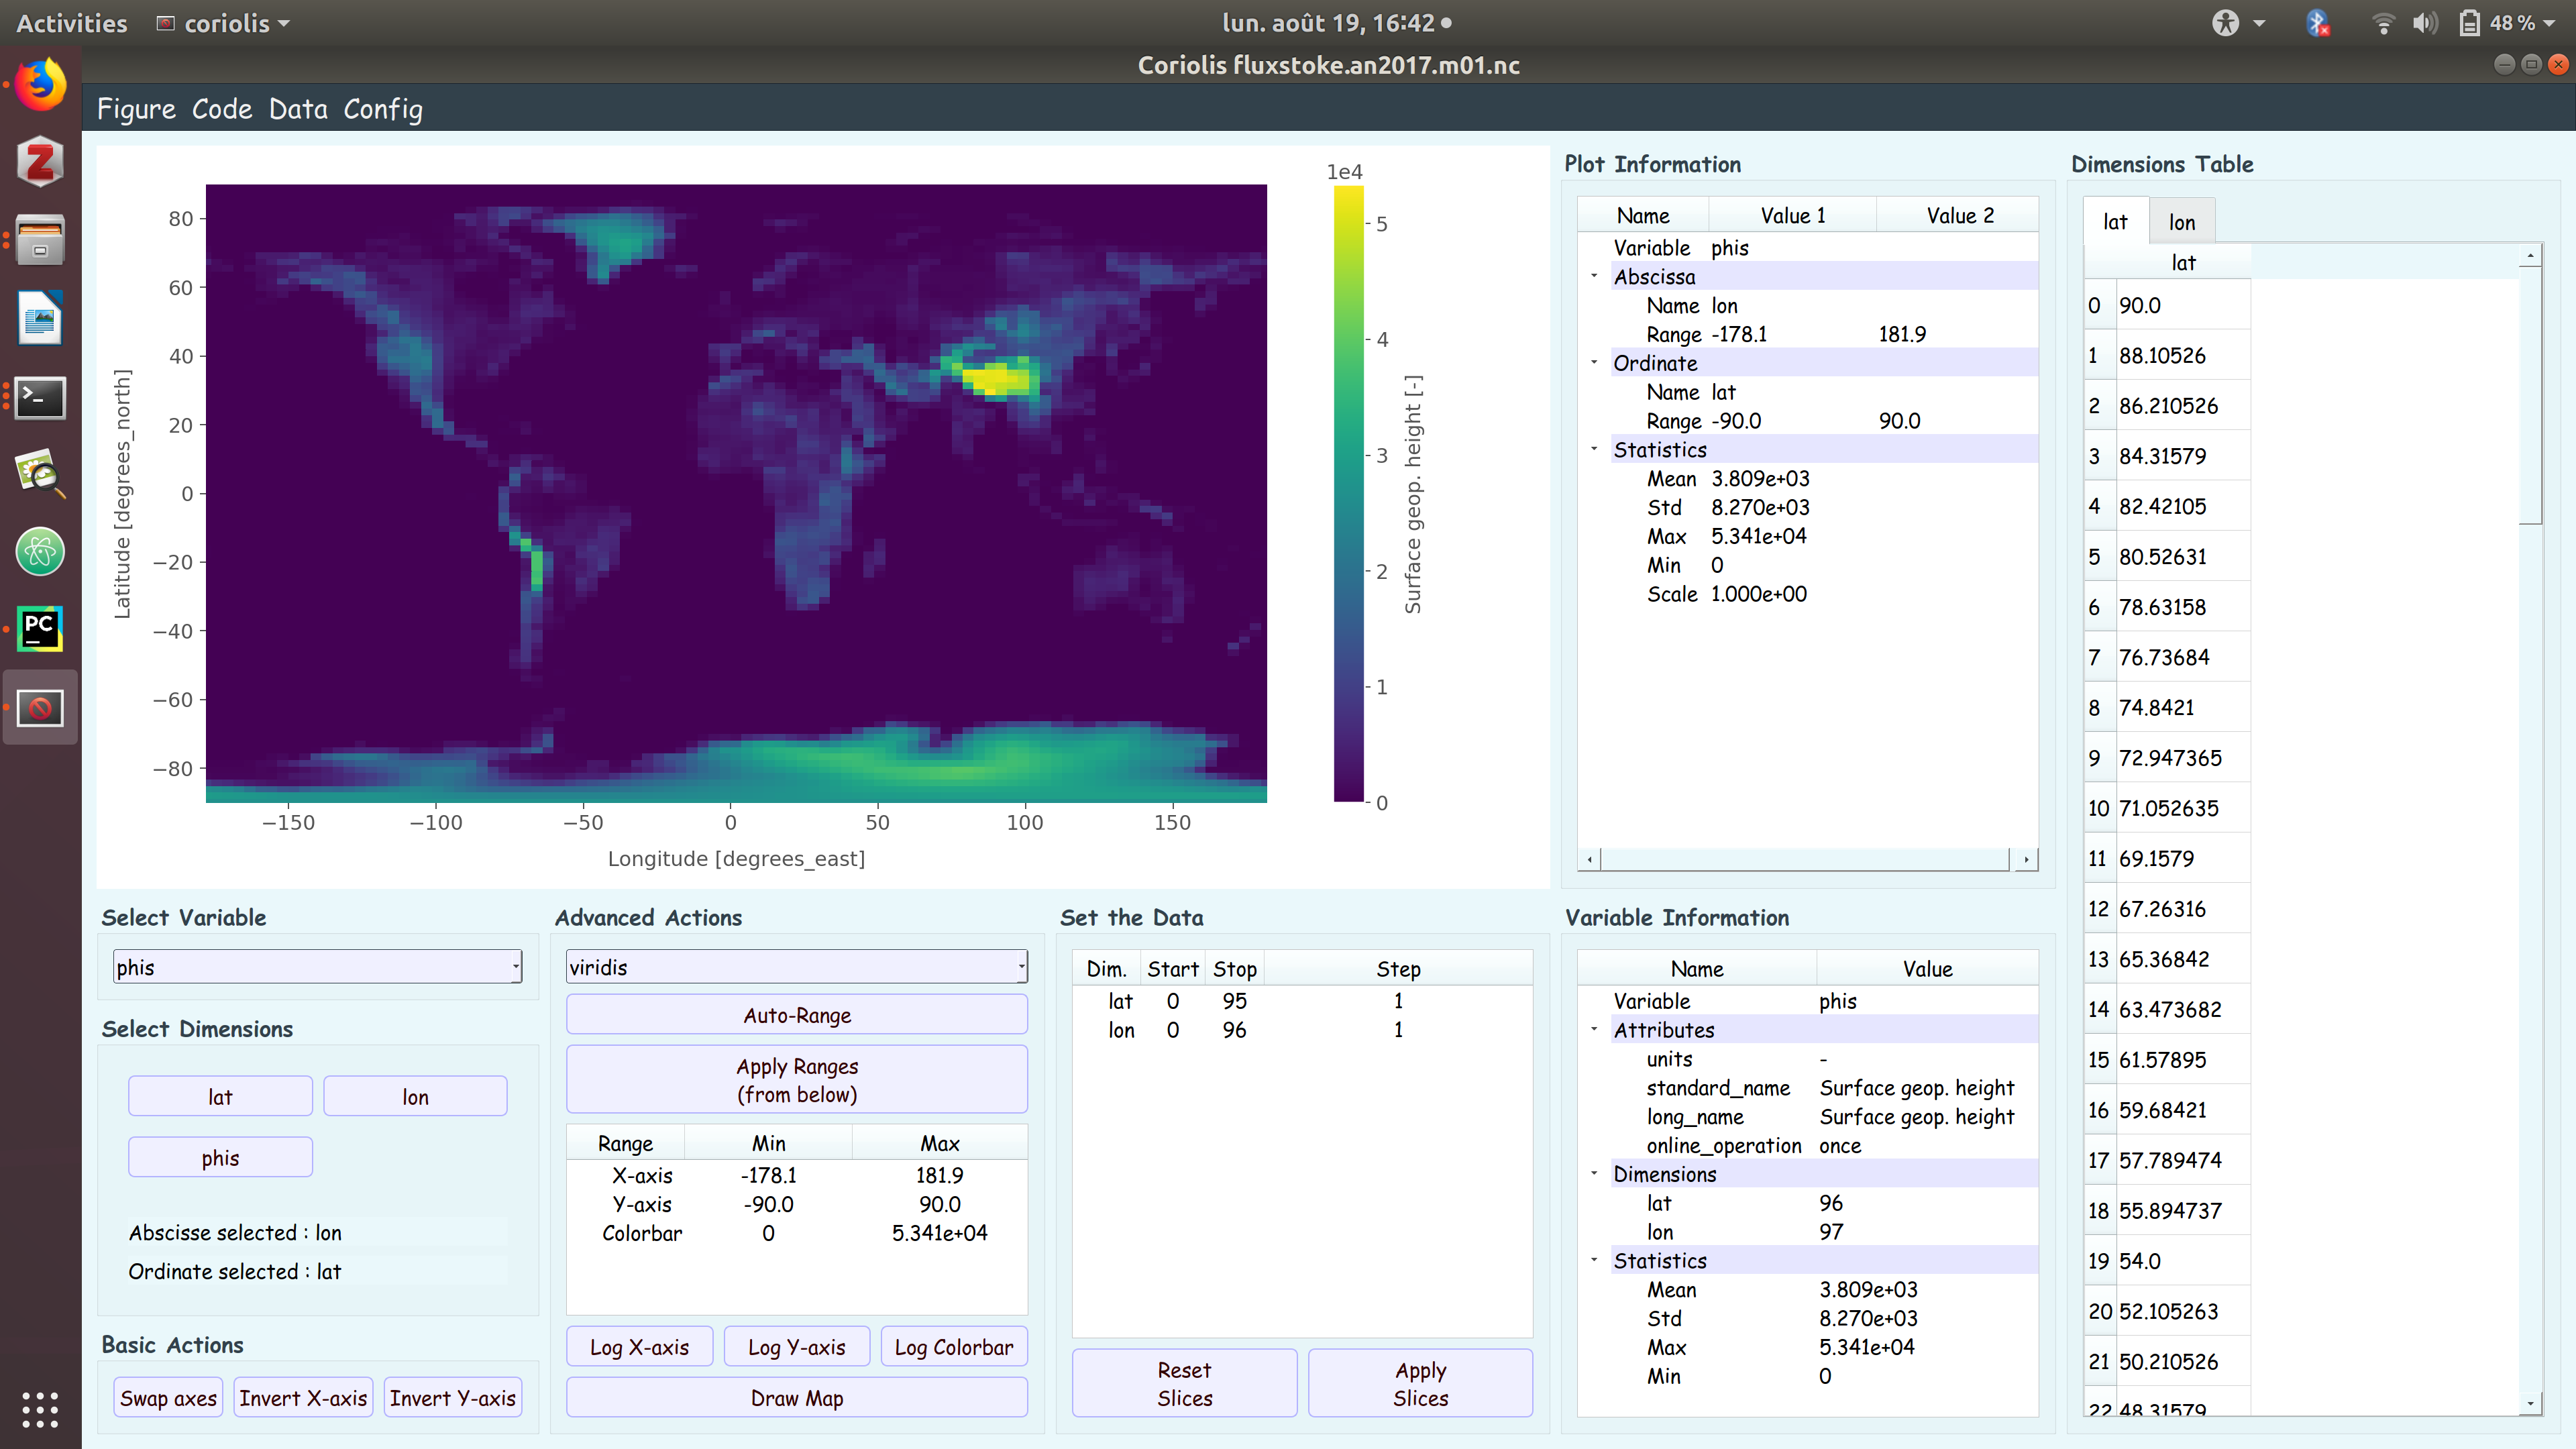 Activities coriolis lun. août 19, 16:42 48 %
Coriolis fluxstoke.an2017.m01.nc
Figure Code Data Config
1e4
80
60
40
20
0
−20
−40
−60
−80
Latitude [degrees_north]
−150 −100 −50 0 50 100 150
Longitude [degrees_east]
5
4
3
2
1
0
Surface geop. height [-]
Plot Information
Name Value 1 Value 2
Variable phis
Abscissa
Name lon
Range -178.1 181.9
Ordinate
Name lat
Range -90.0 90.0
Statistics
Mean 3.809e+03
Std 8.270e+03
Max 5.341e+04
Min 0
Scale 1.000e+00
Dimensions Table
lat lon
lat
0 90.0
1 88.10526
2 86.210526
3 84.31579
4 82.42105
5 80.52631
6 78.63158
7 76.73684
8 74.8421
9 72.947365
10 71.052635
11 69.1579
12 67.26316
13 65.36842
14 63.473682
15 61.57895
16 59.68421
17 57.789474
18 55.894737
19 54.0
20 52.105263
21 50.210526
22 48.31579
Select Variable
phis
Select Dimensions
lat lon
phis
Abscisse selected : lon
Ordinate selected : lat
Basic Actions
Swap axes Invert X-axis Invert Y-axis
Advanced Actions
viridis
Auto-Range
Apply Ranges
(from below)
Range Min Max
X-axis -178.1 181.9
Y-axis -90.0 90.0
Colorbar 0 5.341e+04
Log X-axis Log Y-axis Log Colorbar
Draw Map
Set the Data
Dim. Start Stop Step
lat 0 95 1
lon 0 96 1
Reset
Slices
Apply
Slices
Variable Information
Name Value
Variable phis
Attributes
units -
standard_name Surface geop. height
long_name Surface geop. height
online_operation once
Dimensions
lat 96
lon 97
Statistics
Mean 3.809e+03
Std 8.270e+03
Max 5.341e+04
Min 0
Z
>_
PC